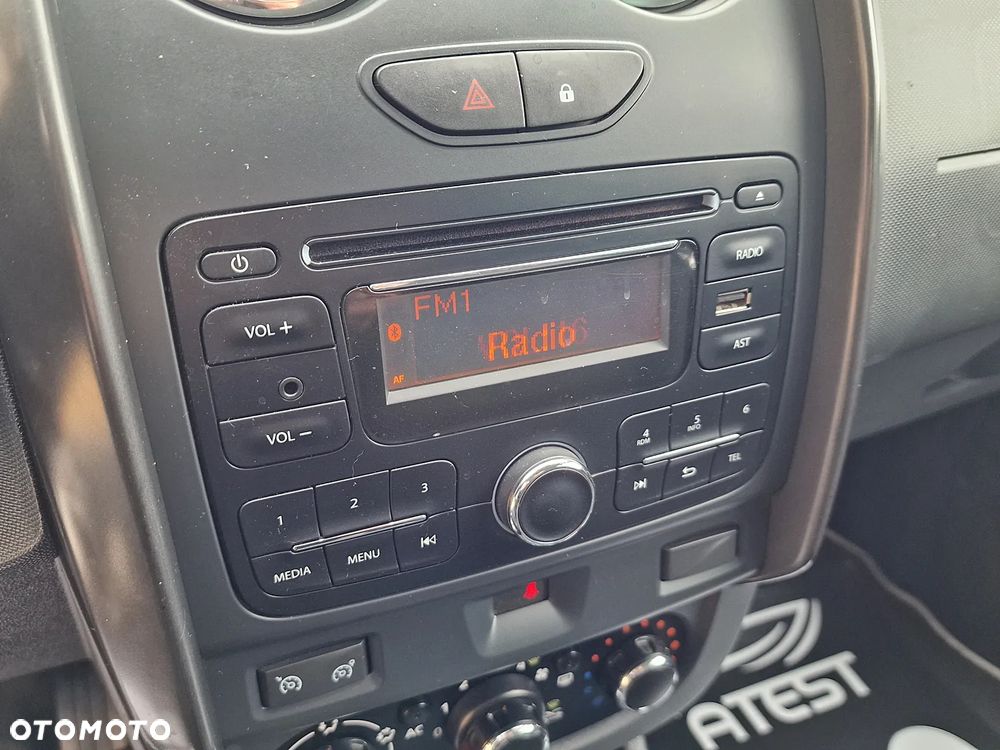 RADIO
VOL +
FM1
Radio
AF
AST
VOL −
1
2
3
4
RDM
5
INFO
6
MEDIA
MENU
TEL
AC
ATEST
OTOMOTO